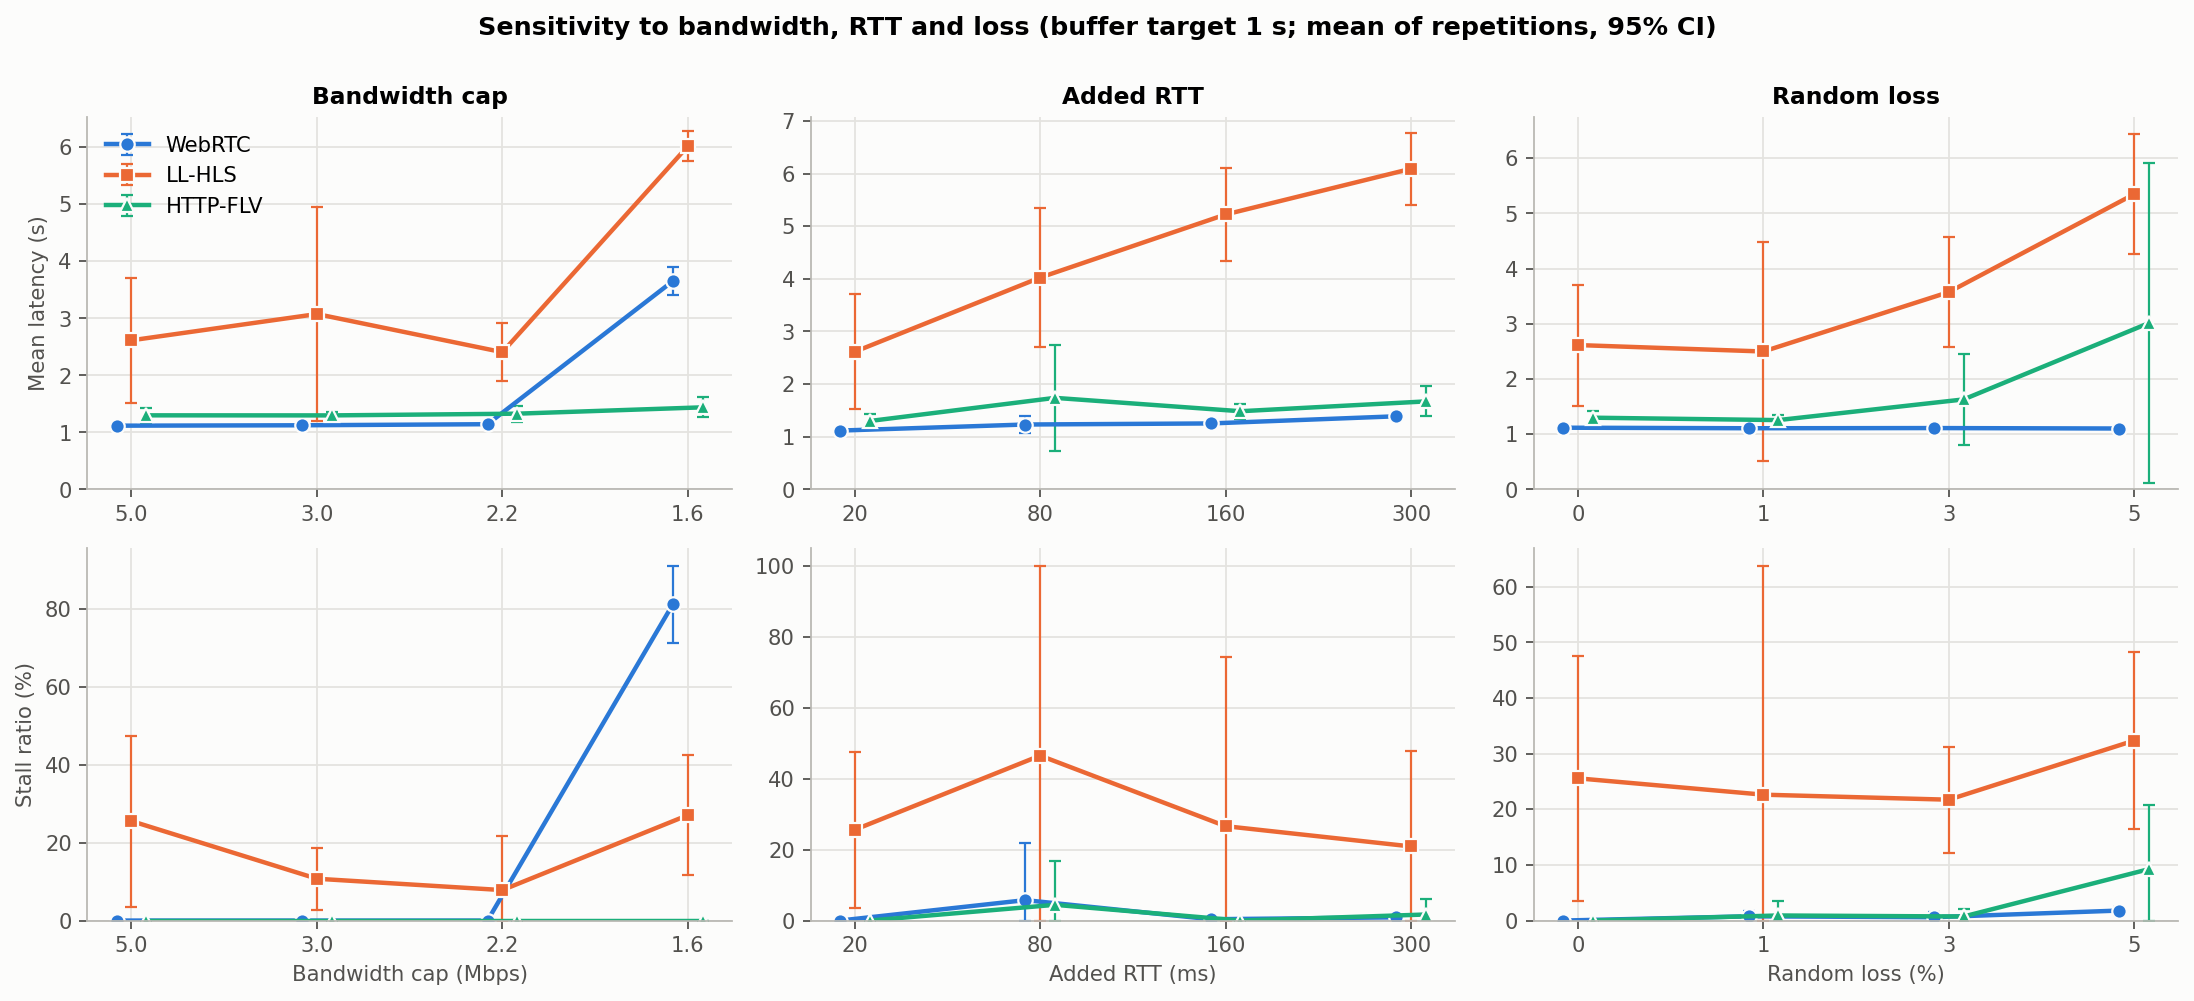 Sensitivity to bandwidth, RTT and loss (buffer target 1 s; mean of repetitions, 95% CI)
Bandwidth cap
WebRTC
LL-HLS
HTTP-FLV
Mean latency (s)
6
5
4
3
2
1
0
5.0 3.0 2.2 1.6
Added RTT
7
6
5
4
3
2
1
0
20 80 160 300
Random loss
6
5
4
3
2
1
0
0 1 3 5
Stall ratio (%)
80
60
40
20
0
5.0 3.0 2.2 1.6
Bandwidth cap (Mbps)
100
80
60
40
20
0
20 80 160 300
Added RTT (ms)
60
50
40
30
20
10
0
0 1 3 5
Random loss (%)